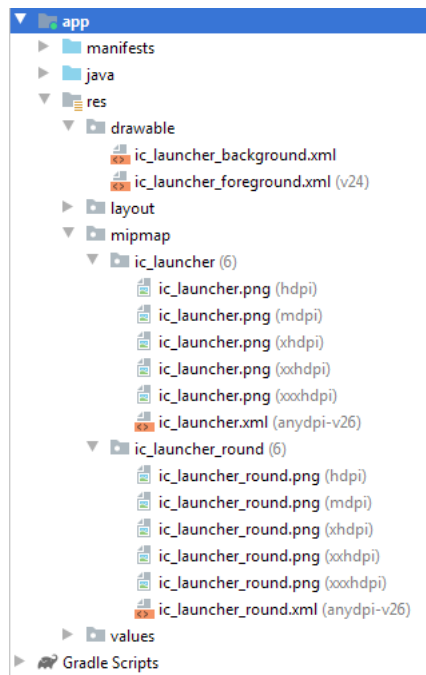 app
manifests
java
res
drawable
ic_launcher_background.xml
ic_launcher_foreground.xml (v24)
layout
mipmap
ic_launcher (6)
ic_launcher.png (hdpi)
ic_launcher.png (mdpi)
ic_launcher.png (xhdpi)
ic_launcher.png (xxhdpi)
ic_launcher.png (xxxhdpi)
ic_launcher.xml (anydpi-v26)
ic_launcher_round (6)
ic_launcher_round.png (hdpi)
ic_launcher_round.png (mdpi)
ic_launcher_round.png (xhdpi)
ic_launcher_round.png (xxhdpi)
ic_launcher_round.png (xxxhdpi)
ic_launcher_round.xml (anydpi-v26)
values
Gradle Scripts